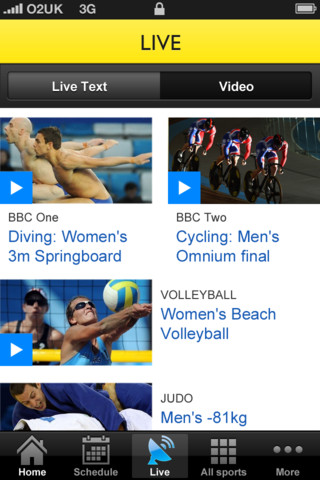 O2UK 3G
LIVE
Live Text Video
BBC One
Diving: Women's
3m Springboard
BBC Two
Cycling: Men's
Omnium final
VOLLEYBALL
Women's Beach
Volleyball
JUDO
Men's -81kg
Home Schedule Live All sports More